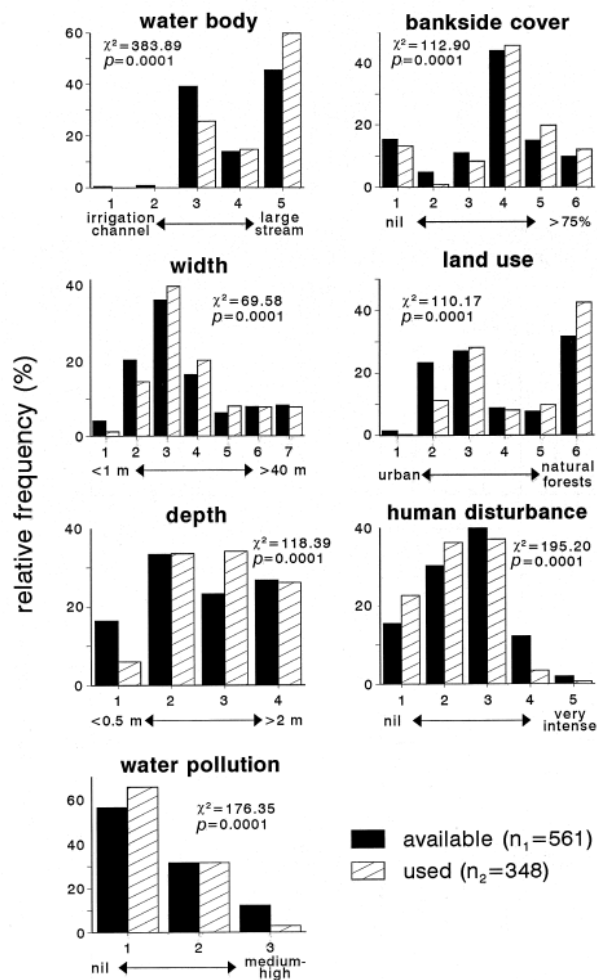 water body
60
40
20
0
χ²=383.89
p=0.0001
1 2 3 4 5
irrigation channel
large stream
bankside cover
40
20
0
χ²=112.90
p=0.0001
1 2 3 4 5 6
nil
>75%
width
40
20
0
χ²=69.58
p=0.0001
1 2 3 4 5 6 7
<1 m
>40 m
land use
40
20
0
χ²=110.17
p=0.0001
1 2 3 4 5 6
urban
natural forests
relative frequency (%)
depth
40
20
0
χ²=118.39
p=0.0001
1 2 3 4
<0.5 m
>2 m
human disturbance
40
20
0
χ²=195.20
p=0.0001
1 2 3 4 5
nil
very intense
water pollution
60
40
20
0
χ²=176.35
p=0.0001
1 2 3
nil
medium-
high
available (n₁=561)
used (n₂=348)